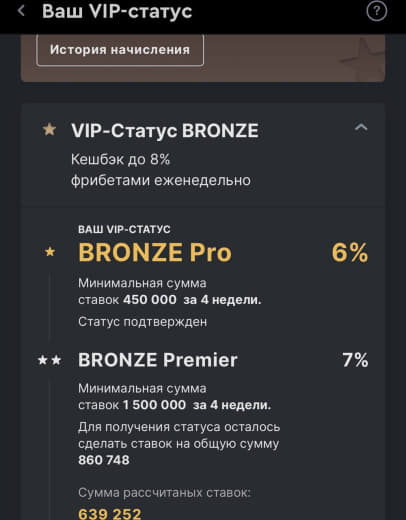 Ваш VIP-статус
?
История начисления
VIP-Статус BRONZE
Кешбэк до 8%
фрибетами еженедельно
ВАШ VIP-СТАТУС
BRONZE Pro 6%
Минимальная сумма
ставок 450 000 за 4 недели.
Статус подтвержден
BRONZE Premier 7%
Минимальная сумма
ставок 1 500 000 за 4 недели.
Для получения статуса осталось
сделать ставок на общую сумму
860 748
Сумма рассчитаных ставок:
639 252